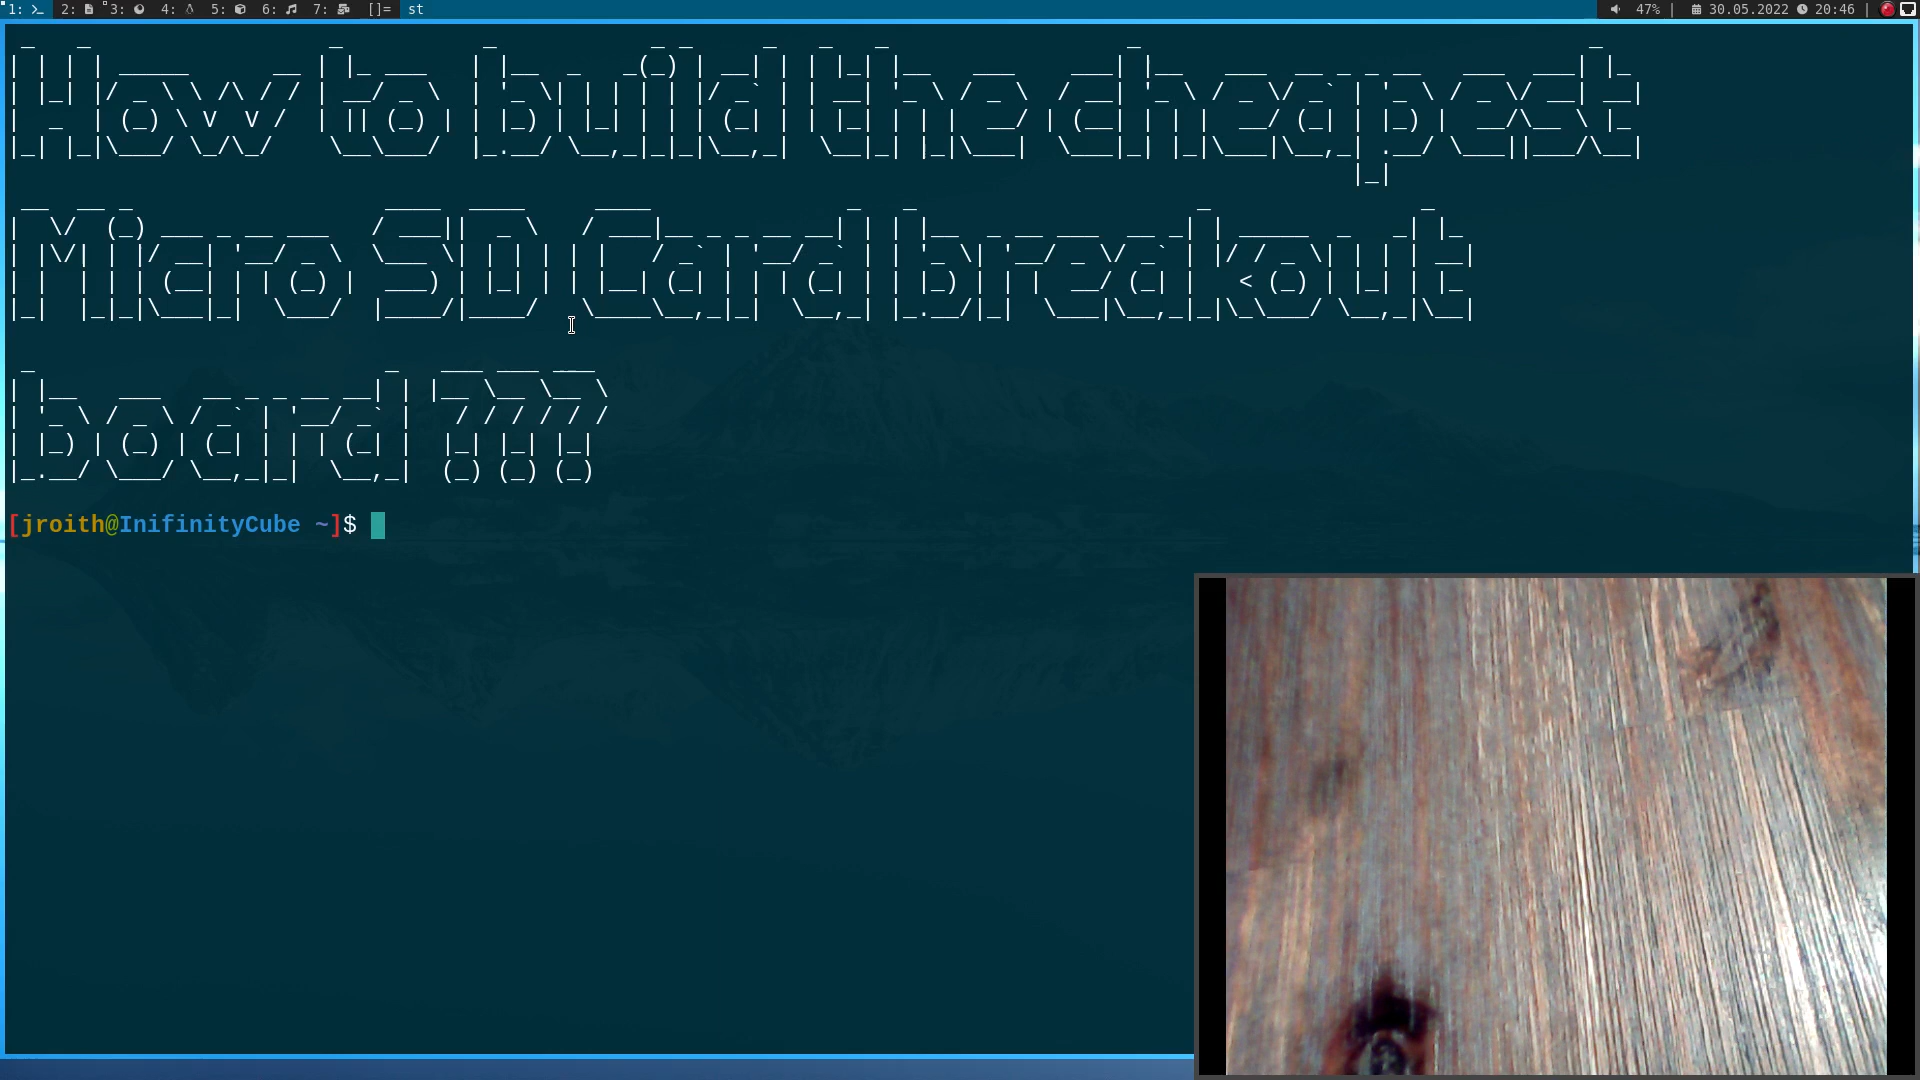 1: 2: 3: 4: 5: 6: 7: []= st 47% | 30.05.2022 20:46 |
How to build the cheapest
Micro SD Card breakout
board ???
[jroith@InifinityCube ~]$